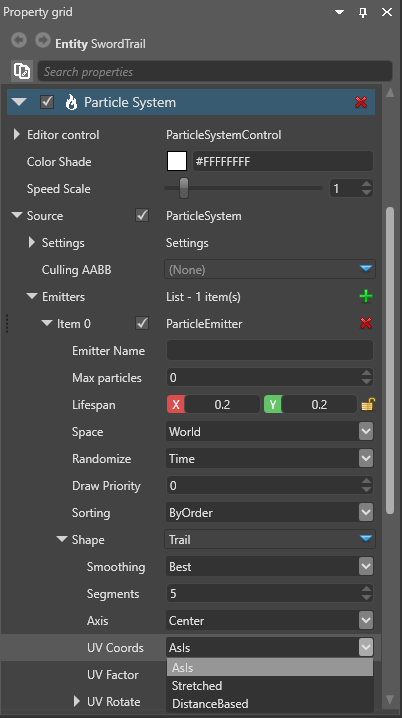 Property grid
Entity SwordTrail
Search properties
Particle System
Editor control ParticleSystemControl
Color Shade #FFFFFFFF
Speed Scale 1
Source ParticleSystem
Settings Settings
Culling AABB (None)
Emitters List - 1 item(s)
Item 0 ParticleEmitter
Emitter Name
Max particles 0
Lifespan X 0.2 Y 0.2
Space World
Randomize Time
Draw Priority 0
Sorting ByOrder
Shape Trail
Smoothing Best
Segments 5
Axis Center
UV Coords AsIs
UV Factor AsIs
Stretched
UV Rotate DistanceBased